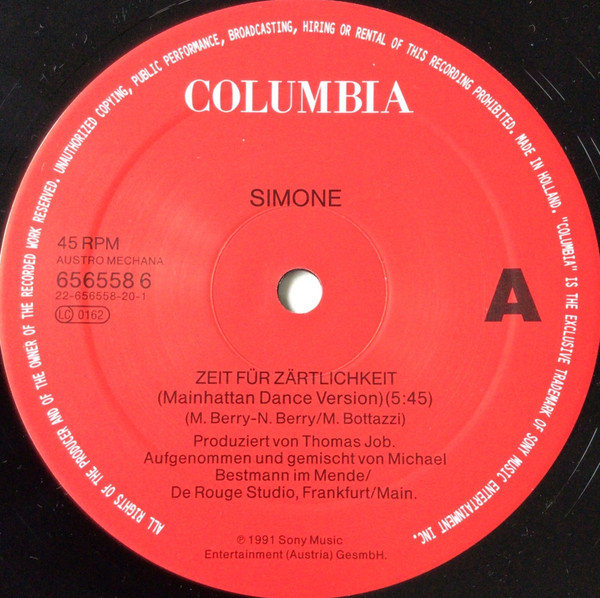 ALL RIGHTS OF THE PRODUCER AND OF THE OWNER OF THE RECORDED WORK RESERVED. UNAUTHORIZED COPYING, PUBLIC PERFORMANCE, BROADCASTING, HIRING OR RENTAL OF THIS RECORDING PROHIBITED. MADE IN HOLLAND. "COLUMBIA" IS THE EXCLUSIVE TRADEMARK OF SONY MUSIC ENTERTAINMENT INC.
COLUMBIA
SIMONE
45 RPM
AUSTRO MECHANA
656558 6
22-656558-20-1
LC 0162
A
ZEIT FÜR ZÄRTLICHKEIT
(Mainhattan Dance Version)(5:45)
(M. Berry-N. Berry/M. Bottazzi)
Produziert von Thomas Job.
Aufgenommen und gemischt von Michael
Bestmann im Mende/
De Rouge Studio, Frankfurt/Main.
℗ 1991 Sony Music
Entertainment (Austria) GesmbH.